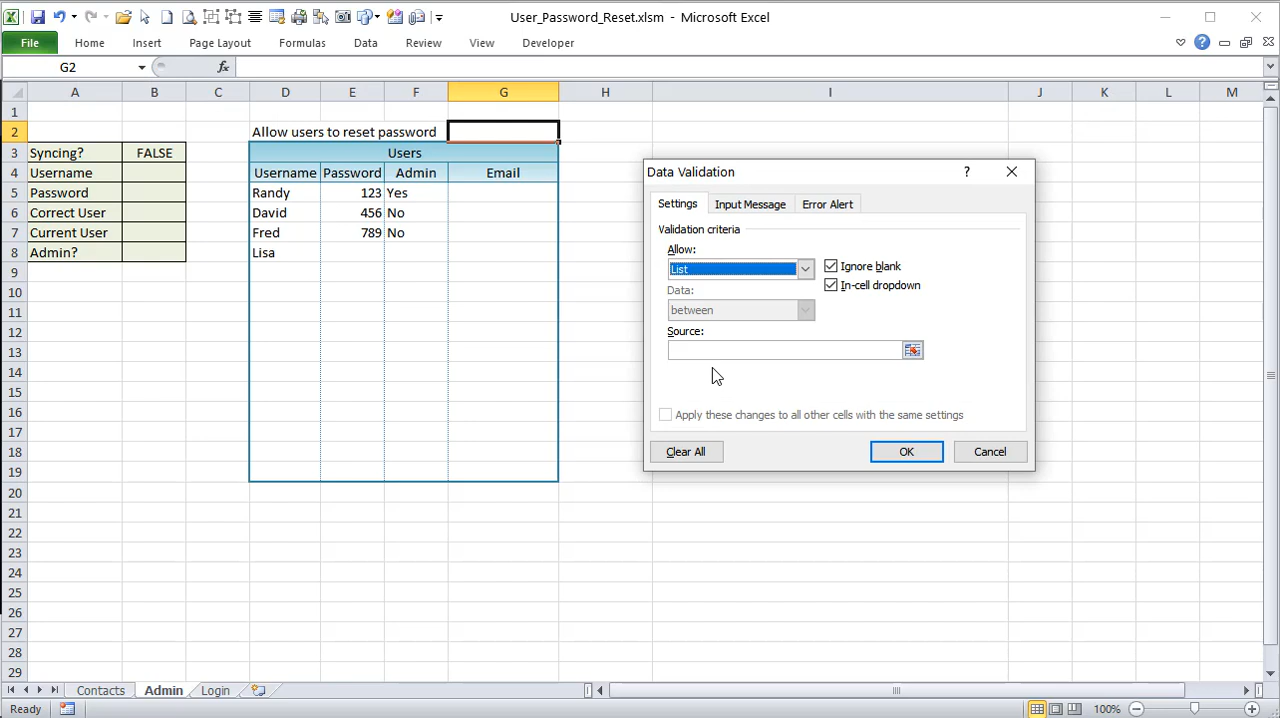 User_Password_Reset.xlsm - Microsoft Excel
File Home Insert Page Layout Formulas Data Review View Developer
G2 fx
A B C D E F G H I J K L M
1
2 Allow users to reset password
3 Syncing? FALSE Users
4 Username Username Password Admin Email
5 Password Randy 123 Yes
6 Correct User David 456 No
7 Current User Fred 789 No
8 Admin? Lisa
9
10
11
12
13
14
15
16
17
18
19
20
21
22
23
24
25
26
27
28
29
Data Validation ?
Settings Input Message Error Alert
Validation criteria
Allow:
List Ignore blank
In-cell dropdown
Data:
between
Source:
Apply these changes to all other cells with the same settings
Clear All OK Cancel
Contacts Admin Login
Ready 100%